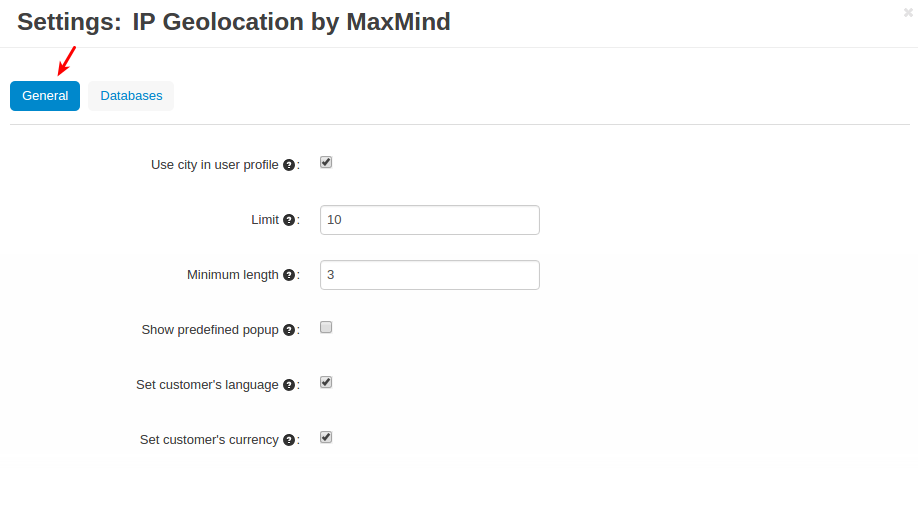 Settings: IP Geolocation by MaxMind
General Databases
Use city in user profile ?:
Limit ?: 10
Minimum length ?: 3
Show predefined popup ?:
Set customer's language ?:
Set customer's currency ?: